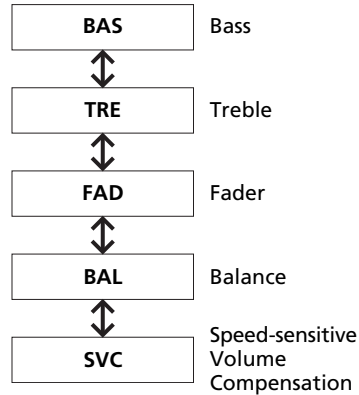 BAS Bass
TRE Treble
FAD Fader
BAL Balance
SVC Speed-sensitive
Volume
Compensation